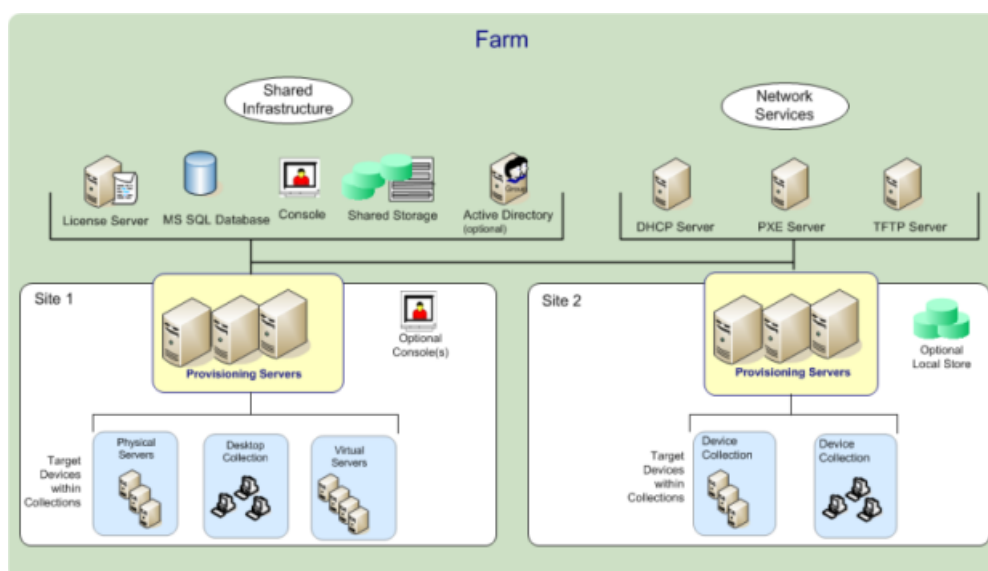 Farm
Shared
Infrastructure
Network
Services
License Server
MS SQL Database
Console
Shared Storage
Group
Active Directory
(optional)
DHCP Server
PXE Server
TFTP Server
Site 1
Provisioning Servers
Optional
Console(s)
Target
Devices
within
Collections
Physical
Servers
Desktop
Collection
Virtual
Servers
Site 2
Provisioning Servers
Optional
Local Store
Target
Devices
within
Collections
Device
Collection
Device
Collection